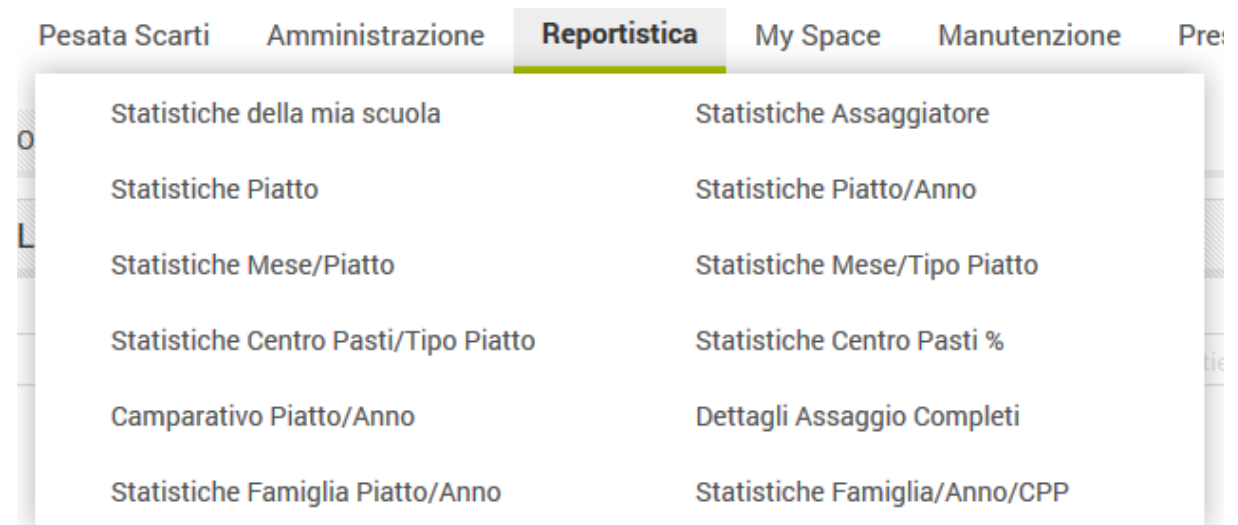 Pesata Scarti Amministrazione Reportistica My Space Manutenzione
Statistiche della mia scuola Statistiche Assaggiatore
Statistiche Piatto Statistiche Piatto/Anno
Statistiche Mese/Piatto Statistiche Mese/Tipo Piatto
Statistiche Centro Pasti/Tipo Piatto Statistiche Centro Pasti %
Camparativo Piatto/Anno Dettagli Assaggio Completi
Statistiche Famiglia Piatto/Anno Statistiche Famiglia/Anno/CPP